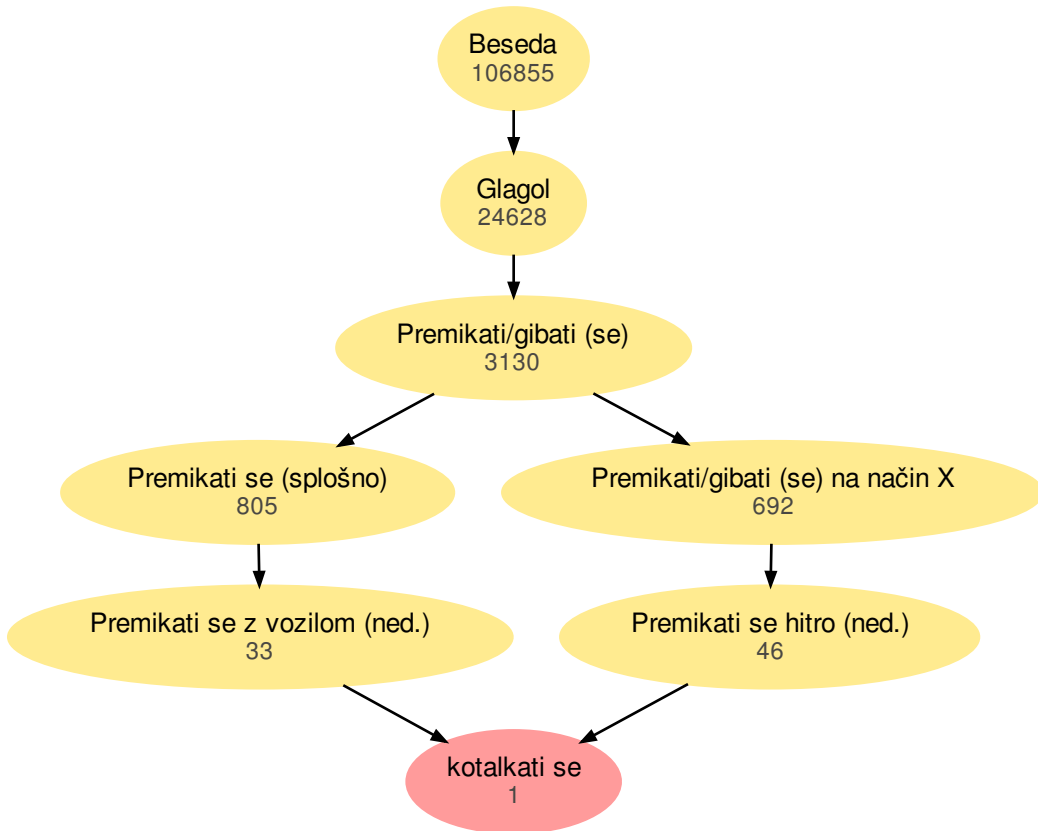 Beseda
106855
Glagol
24628
Premikati/gibati (se)
3130
Premikati se (splošno)
805
Premikati/gibati (se) na način X
692
Premikati se z vozilom (ned.)
33
Premikati se hitro (ned.)
46
kotalkati se
1